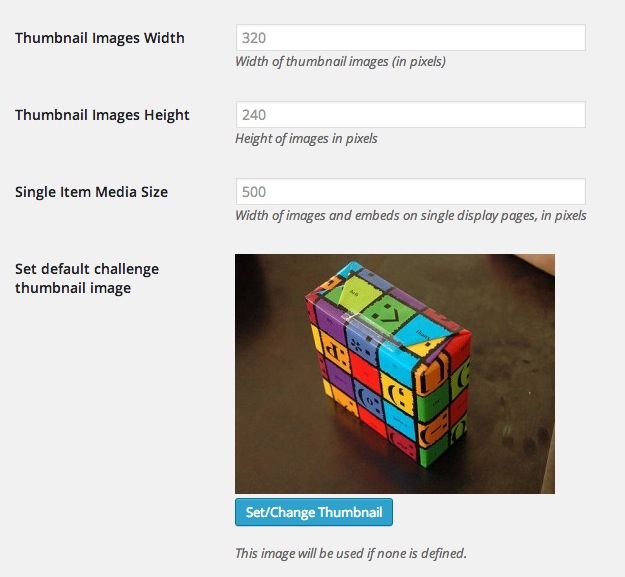 Thumbnail Images Width
320
Width of thumbnail images (in pixels)
Thumbnail Images Height
240
Height of images in pixels
Single Item Media Size
500
Width of images and embeds on single display pages, in pixels
Set default challenge
thumbnail image
Set/Change Thumbnail
This image will be used if none is defined.